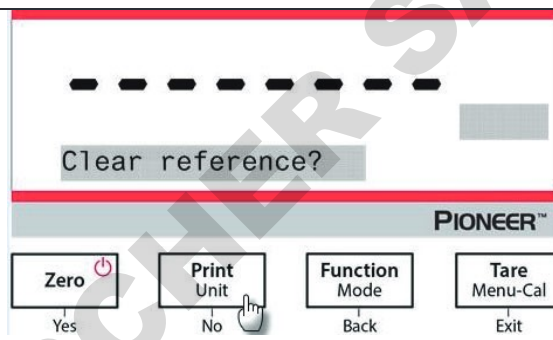 --------
Clear reference?
PIONEER™
Zero
Print
Unit
Function
Mode
Tare
Menu-Cal
Yes
No
Back
Exit